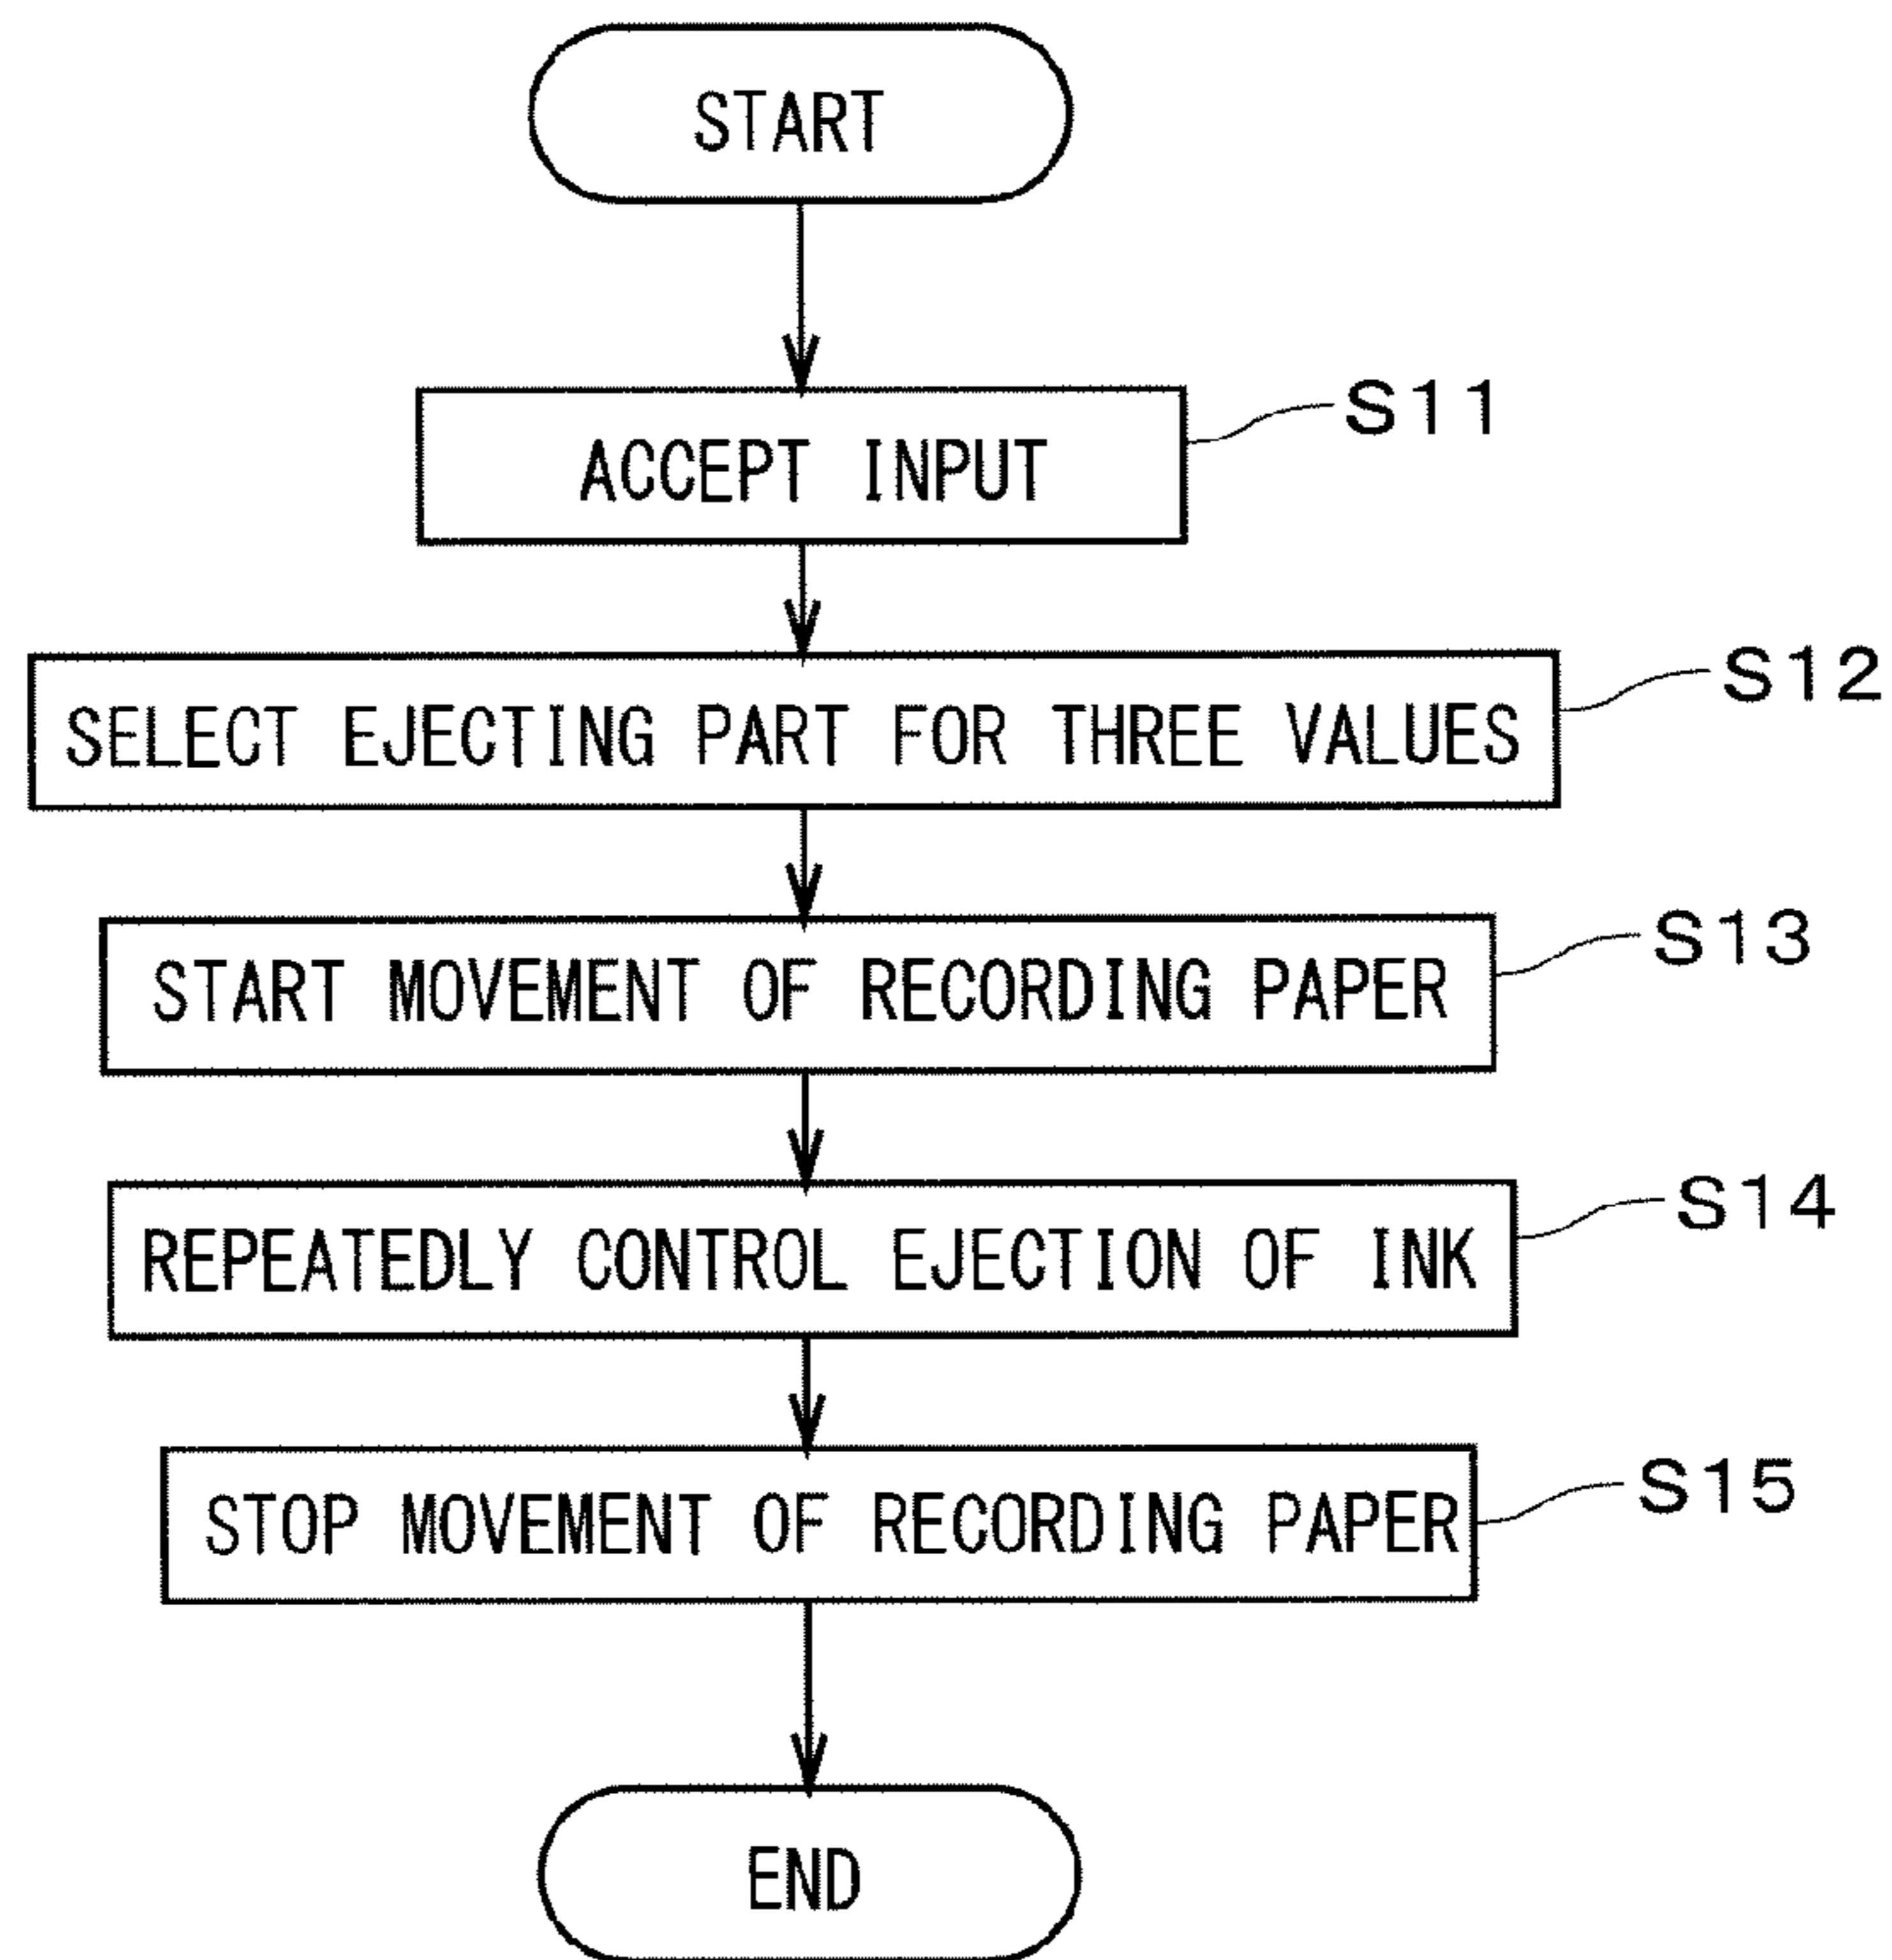 START
ACCEPT INPUT
S11
SELECT EJECTING PART FOR THREE VALUES
S12
START MOVEMENT OF RECORDING PAPER
S13
REPEATEDLY CONTROL EJECTION OF INK
S14
STOP MOVEMENT OF RECORDING PAPER
S15
END